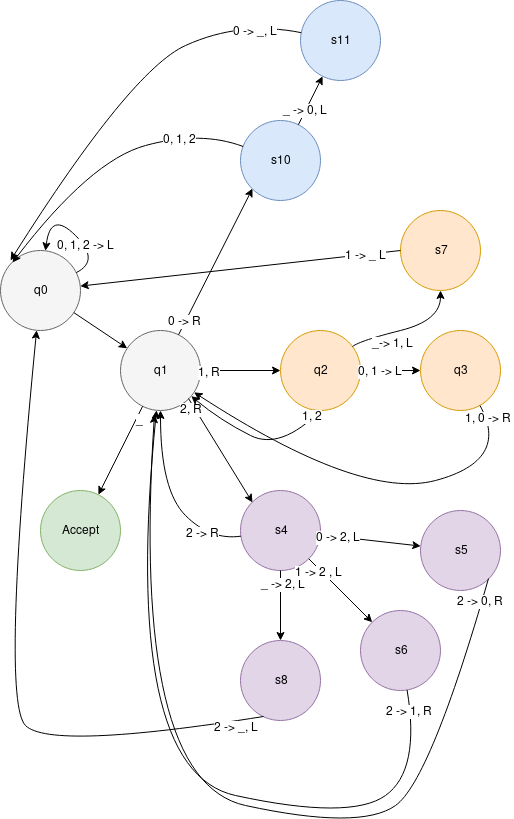 0 -> _, L
s11
_ -> 0, L
0, 1, 2
s10
0, 1, 2 -> L
1 -> _ L
s7
q0
0 -> R
_-> 1, L
q1
1, R
q2
0, 1 -> L
q3
2, R
1, 2
1, 0 -> R
_
Accept
2 -> R
s4
0 -> 2, L
s5
1 -> 2 , L
_ -> 2, L
2 -> 0, R
s6
s8
2 -> 1, R
2 -> _, L